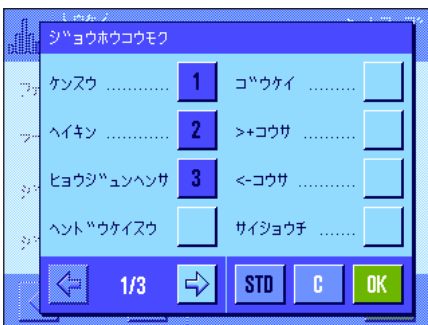 ジ゛ョウホウコウモク
ケンスウ ............ 1
ゴウケイ .........
ヘイキン ............ 2
>+コウサ ..........
ヒョウジ゛ュンヘンサ 3
<-コウサ ..........
ヘント゛ウケイスウ
サイショウチ .......
1/3
STD
C
OK